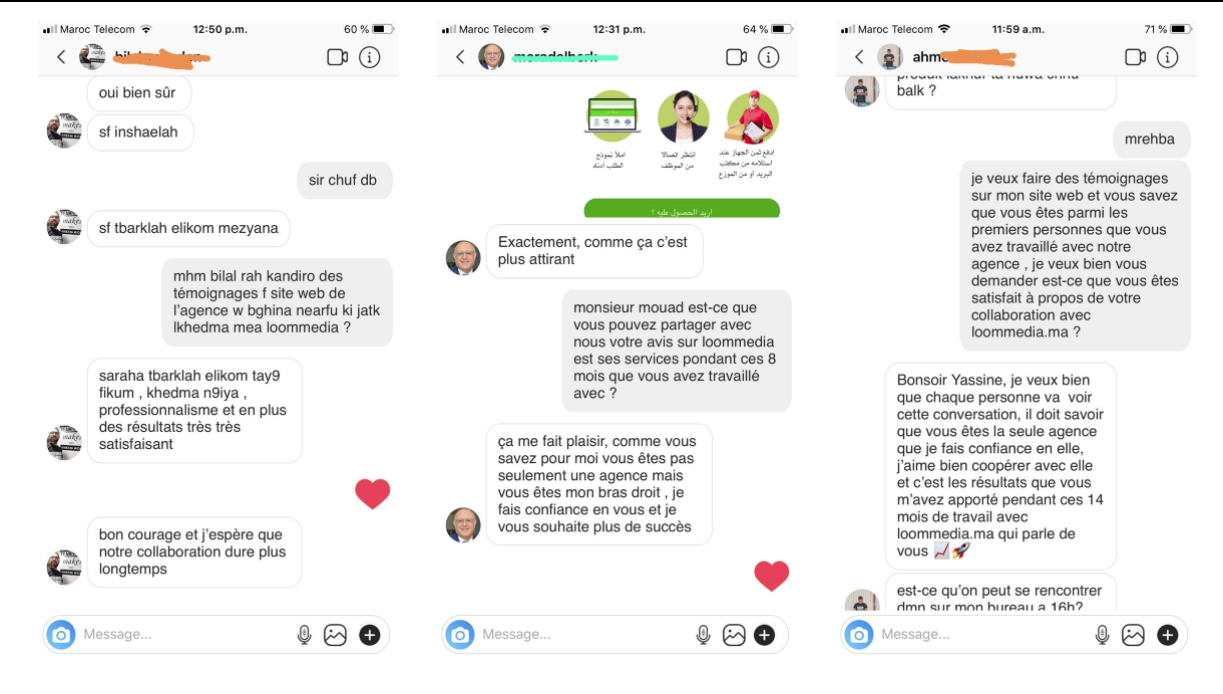 Maroc Telecom 12:50 p.m. 60 %
oui bien sûr
sf inshaelah
sir chuf db
sf tbarklah elikom mezyana
mhm bilal rah kandiro des
témoignages f site web de
l'agence w bghina nearfu ki jatk
lkhedma mea loommedia ?
saraha tbarklah elikom tay9
fikum , khedma n9iya ,
professionnalisme et en plus
des résultats très très
satisfaisant
bon courage et j'espère que
notre collaboration dure plus
longtemps
Message...
Maroc Telecom 12:31 p.m. 64 %
املأ نموذج
الطلب أدناه
انتظر اتصالا
من الموظف
ادفع ثمن الجهاز عند
استلامه من مكتب
البريد أو من الموزع
اريد الحصول عليه ؟
Exactement, comme ça c'est
plus attirant
monsieur mouad est-ce que
vous pouvez partager avec
nous votre avis sur loommedia
est ses services pondant ces 8
mois que vous avez travaillé
avec ?
ça me fait plaisir, comme vous
savez pour moi vous êtes pas
seulement une agence mais
vous êtes mon bras droit , je
fais confiance en vous et je
vous souhaite plus de succès
Message...
Maroc Telecom 11:59 a.m. 71 %
ahm
produit lakhur ta huwa chnu
balk ?
mrehba
je veux faire des témoignages
sur mon site web et vous savez
que vous êtes parmi les
premiers personnes que vous
avez travaillé avec notre
agence , je veux bien vous
demander est-ce que vous êtes
satisfait à propos de votre
collaboration avec
loommedia.ma ?
Bonsoir Yassine, je veux bien
que chaque personne va voir
cette conversation, il doit savoir
que vous êtes la seule agence
que je fais confiance en elle,
j'aime bien coopérer avec elle
et c'est les résultats que vous
m'avez apporté pendant ces 14
mois de travail avec
loommedia.ma qui parle de
vous 📈🚀
est-ce qu'on peut se rencontrer
dmn sur mon bureau a 16h?
Message...